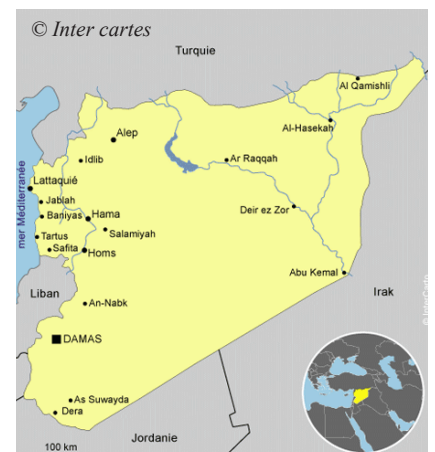 © Inter cartes
Turquie
Al Qamishli
Alep
Al-Hasekah
Idlib
Ar Raqqah
Lattaquié
Jablah
Deir ez Zor
Baniyas
Hama
mer Méditerranée
Salamiyah
Tartus
Safita
Homs
Abu Kemal
Liban
Irak
An-Nabk
© InterCarto
DAMAS
As Suwayda
Dera
Jordanie
100 km